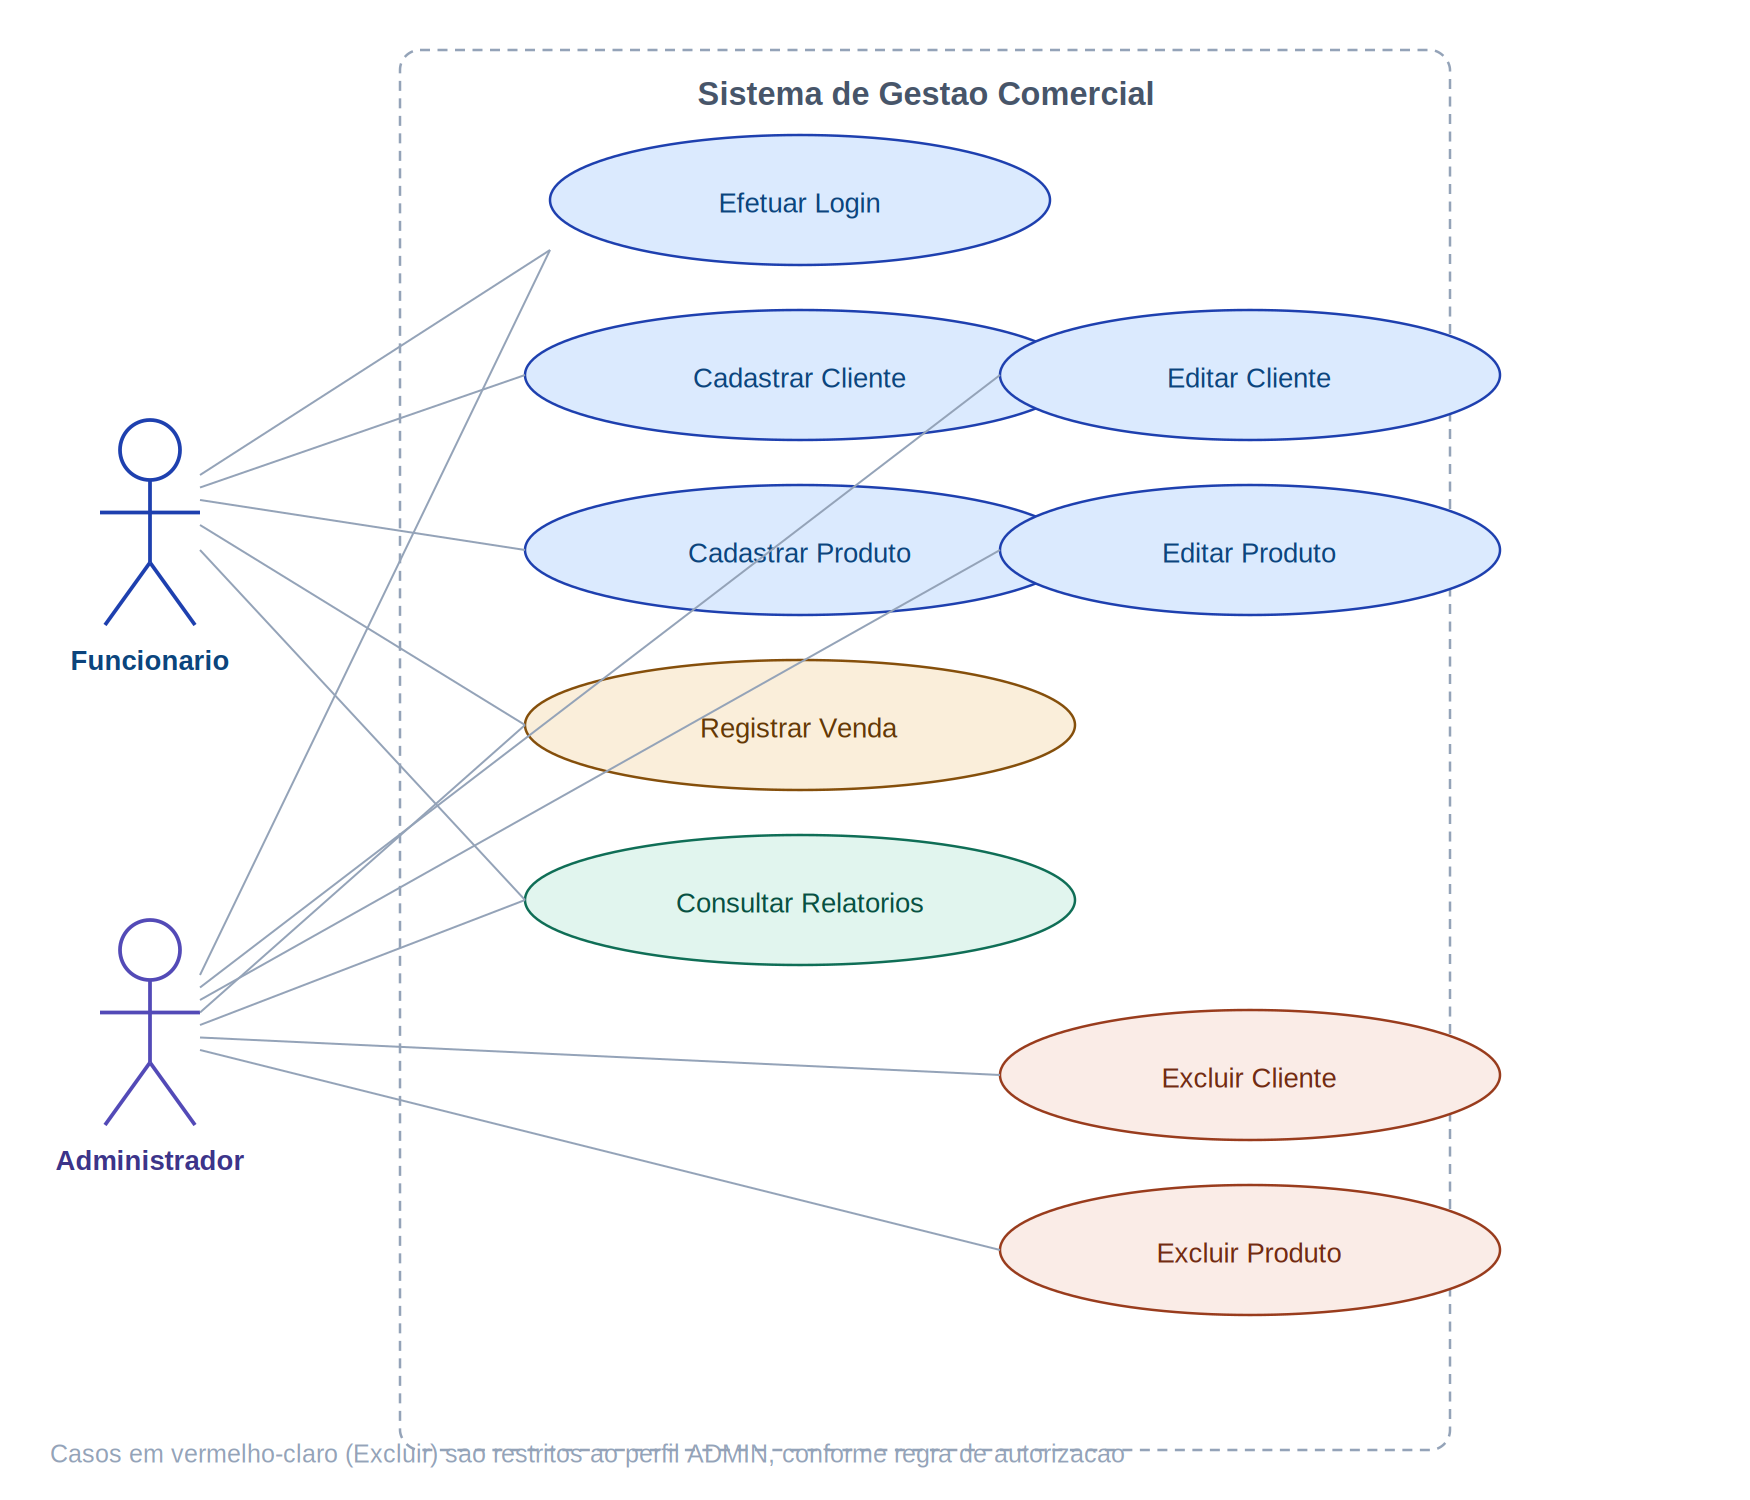 Sistema de Gestao Comercial
Efetuar Login
Cadastrar Cliente
Editar Cliente
Cadastrar Produto
Editar Produto
Funcionario
Registrar Venda
Consultar Relatorios
Excluir Cliente
Administrador
Excluir Produto
Casos em vermelho-claro (Excluir) sao restritos ao perfil ADMIN, conforme regra de autorizacao